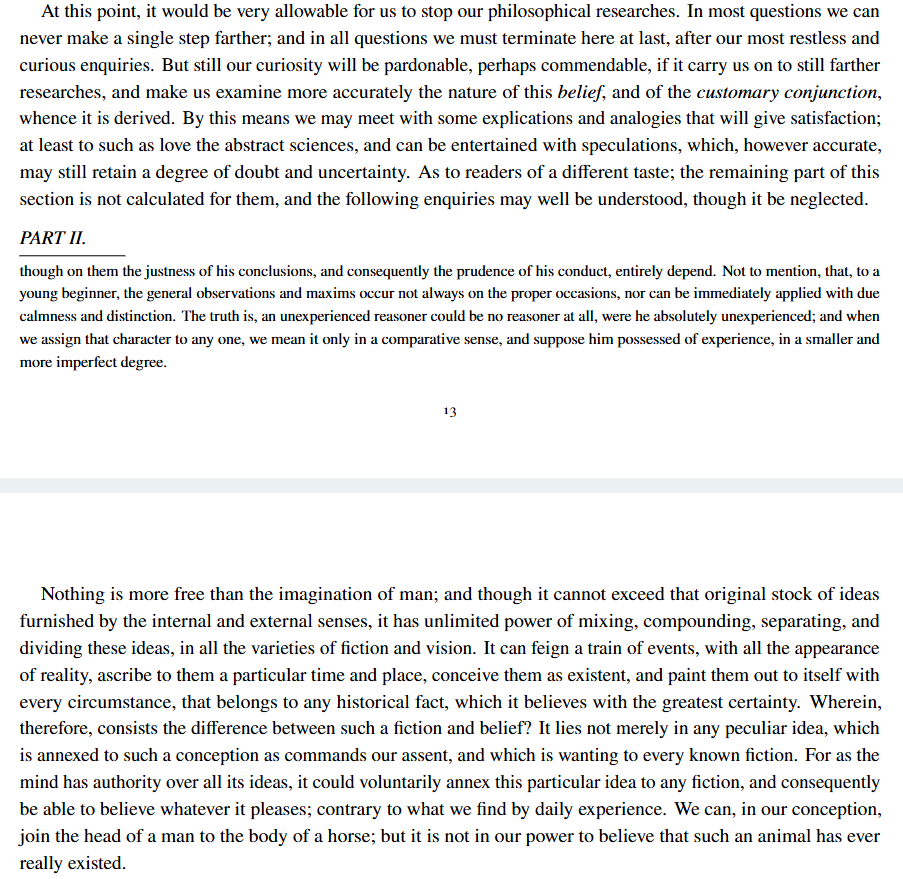 At this point, it would be very allowable for us to stop our philosophical researches. In most questions we can
never make a single step farther; and in all questions we must terminate here at last, after our most restless and
curious enquiries. But still our curiosity will be pardonable, perhaps commendable, if it carry us on to still farther
researches, and make us examine more accurately the nature of this belief, and of the customary conjunction,
whence it is derived. By this means we may meet with some explications and analogies that will give satisfaction;
at least to such as love the abstract sciences, and can be entertained with speculations, which, however accurate,
may still retain a degree of doubt and uncertainty. As to readers of a different taste; the remaining part of this
section is not calculated for them, and the following enquiries may well be understood, though it be neglected.
PART II.
though on them the justness of his conclusions, and consequently the prudence of his conduct, entirely depend. Not to mention, that, to a
young beginner, the general observations and maxims occur not always on the proper occasions, nor can be immediately applied with due
calmness and distinction. The truth is, an unexperienced reasoner could be no reasoner at all, were he absolutely unexperienced; and when
we assign that character to any one, we mean it only in a comparative sense, and suppose him possessed of experience, in a smaller and
more imperfect degree.
13
Nothing is more free than the imagination of man; and though it cannot exceed that original stock of ideas
furnished by the internal and external senses, it has unlimited power of mixing, compounding, separating, and
dividing these ideas, in all the varieties of fiction and vision. It can feign a train of events, with all the appearance
of reality, ascribe to them a particular time and place, conceive them as existent, and paint them out to itself with
every circumstance, that belongs to any historical fact, which it believes with the greatest certainty. Wherein,
therefore, consists the difference between such a fiction and belief? It lies not merely in any peculiar idea, which
is annexed to such a conception as commands our assent, and which is wanting to every known fiction. For as the
mind has authority over all its ideas, it could voluntarily annex this particular idea to any fiction, and consequently
be able to believe whatever it pleases; contrary to what we find by daily experience. We can, in our conception,
join the head of a man to the body of a horse; but it is not in our power to believe that such an animal has ever
really existed.